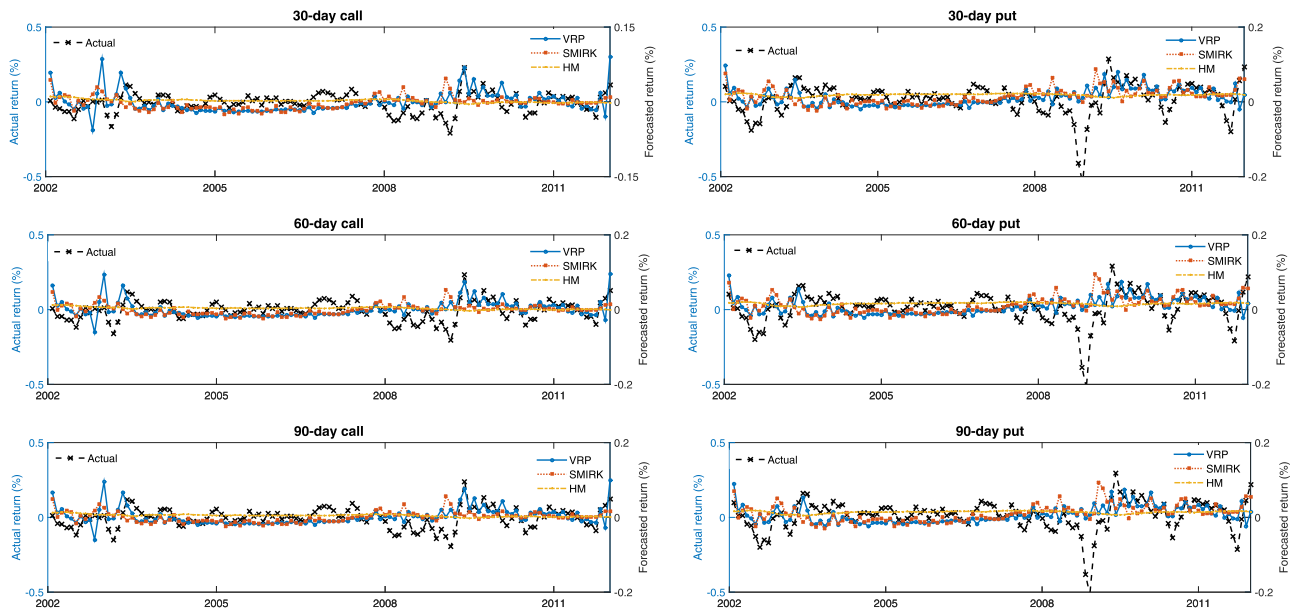 30-day call
0.5
0
-0.5
Actual return (%)
Actual
VRP
SMIRK
HM
0.15
0
-0.15
Forecasted return (%)
2002
2005
2008
2011
30-day put
0.5
0
-0.5
Actual return (%)
Actual
VRP
SMIRK
HM
0.2
0
-0.2
Forecasted return (%)
2002
2005
2008
2011
60-day call
0.5
0
-0.5
Actual return (%)
Actual
VRP
SMIRK
HM
0.2
0
-0.2
Forecasted return (%)
2002
2005
2008
2011
60-day put
0.5
0
-0.5
Actual return (%)
Actual
VRP
SMIRK
HM
0.2
0
-0.2
Forecasted return (%)
2002
2005
2008
2011
90-day call
0.5
0
-0.5
Actual return (%)
Actual
VRP
SMIRK
HM
0.2
0
-0.2
Forecasted return (%)
2002
2005
2008
2011
90-day put
0.5
0
-0.5
Actual return (%)
Actual
VRP
SMIRK
HM
0.2
0
-0.2
Forecasted return (%)
2002
2005
2008
2011